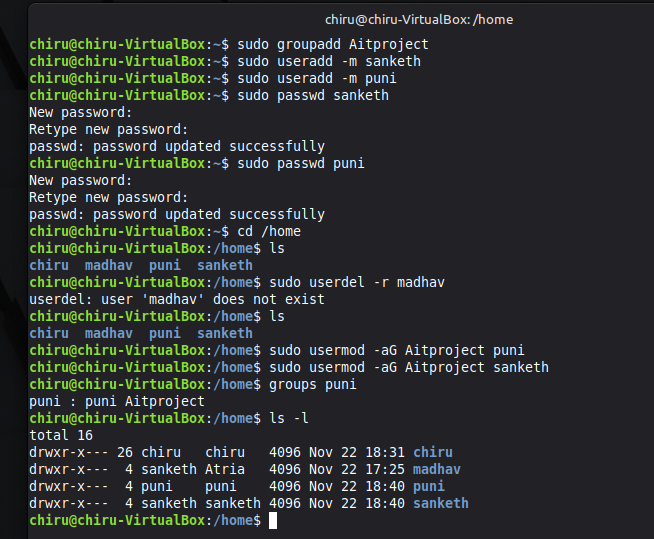 chiru@chiru-VirtualBox: /home
chiru@chiru-VirtualBox:~$ sudo groupadd Aitproject
chiru@chiru-VirtualBox:~$ sudo useradd -m sanketh
chiru@chiru-VirtualBox:~$ sudo useradd -m puni
chiru@chiru-VirtualBox:~$ sudo passwd sanketh
New password:
Retype new password:
passwd: password updated successfully
chiru@chiru-VirtualBox:~$ sudo passwd puni
New password:
Retype new password:
passwd: password updated successfully
chiru@chiru-VirtualBox:~$ cd /home
chiru@chiru-VirtualBox:/home$ ls
chiru  madhav  puni  sanketh
chiru@chiru-VirtualBox:/home$ sudo userdel -r madhav
userdel: user 'madhav' does not exist
chiru@chiru-VirtualBox:/home$ ls
chiru  madhav  puni  sanketh
chiru@chiru-VirtualBox:/home$ sudo usermod -aG Aitproject puni
chiru@chiru-VirtualBox:/home$ sudo usermod -aG Aitproject sanketh
chiru@chiru-VirtualBox:/home$ groups puni
puni : puni Aitproject
chiru@chiru-VirtualBox:/home$ ls -l
total 16
drwxr-x--- 26 chiru   chiru   4096 Nov 22 18:31 chiru
drwxr-x---  4 sanketh Atria   4096 Nov 22 17:25 madhav
drwxr-x---  4 puni    puni    4096 Nov 22 18:40 puni
drwxr-x---  4 sanketh sanketh 4096 Nov 22 18:40 sanketh
chiru@chiru-VirtualBox:/home$